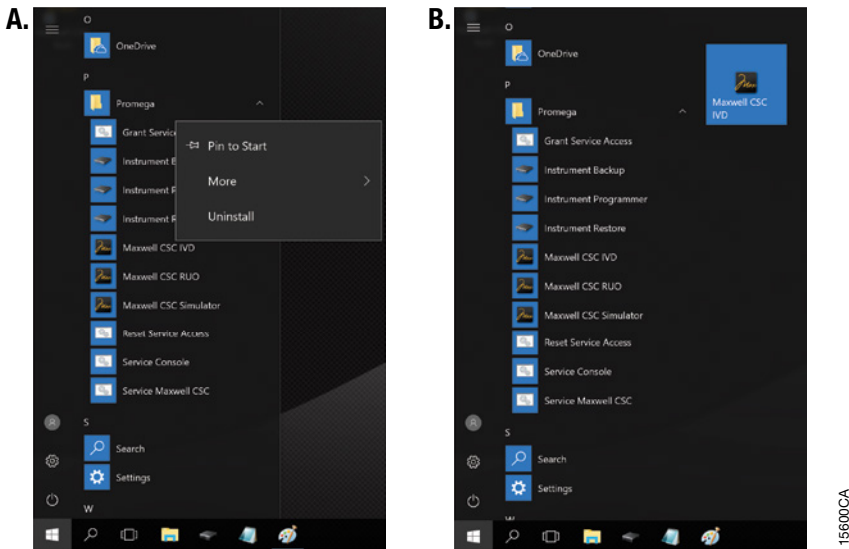 A.
O
OneDrive
P
Promega
Grant Service
Instrument B
Instrument P
Instrument R
Maxwell CSC IVD
Maxwell CSC RUO
Maxwell CSC Simulator
Reset Service Access
Service Console
Service Maxwell CSC
S
Search
Settings
W
Pin to Start
More
Uninstall
B.
O
OneDrive
P
Promega
Grant Service Access
Instrument Backup
Instrument Programmer
Instrument Restore
Maxwell CSC IVD
Maxwell CSC RUO
Maxwell CSC Simulator
Reset Service Access
Service Console
Service Maxwell CSC
S
Search
Settings
W
Maxwell CSC
IVD
15600CA